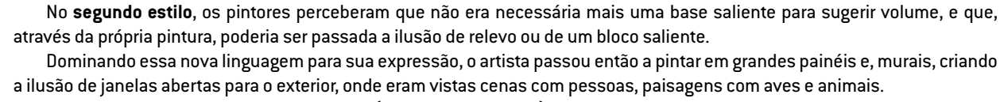 No segundo estilo, os pintores perceberam que não era necessária mais uma base saliente para sugerir volume, e que,
através da própria pintura, poderia ser passada a ilusão de relevo ou de um bloco saliente.
Dominando essa nova linguagem para sua expressão, o artista passou então a pintar em grandes painéis e, murais, criando
a ilusão de janelas abertas para o exterior, onde eram vistas cenas com pessoas, paisagens com aves e animais.